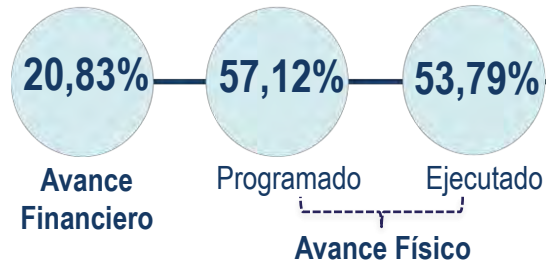 20,83%
57,12%
53,79%
Avance
Financiero
Programado
Ejecutado
Avance Físico